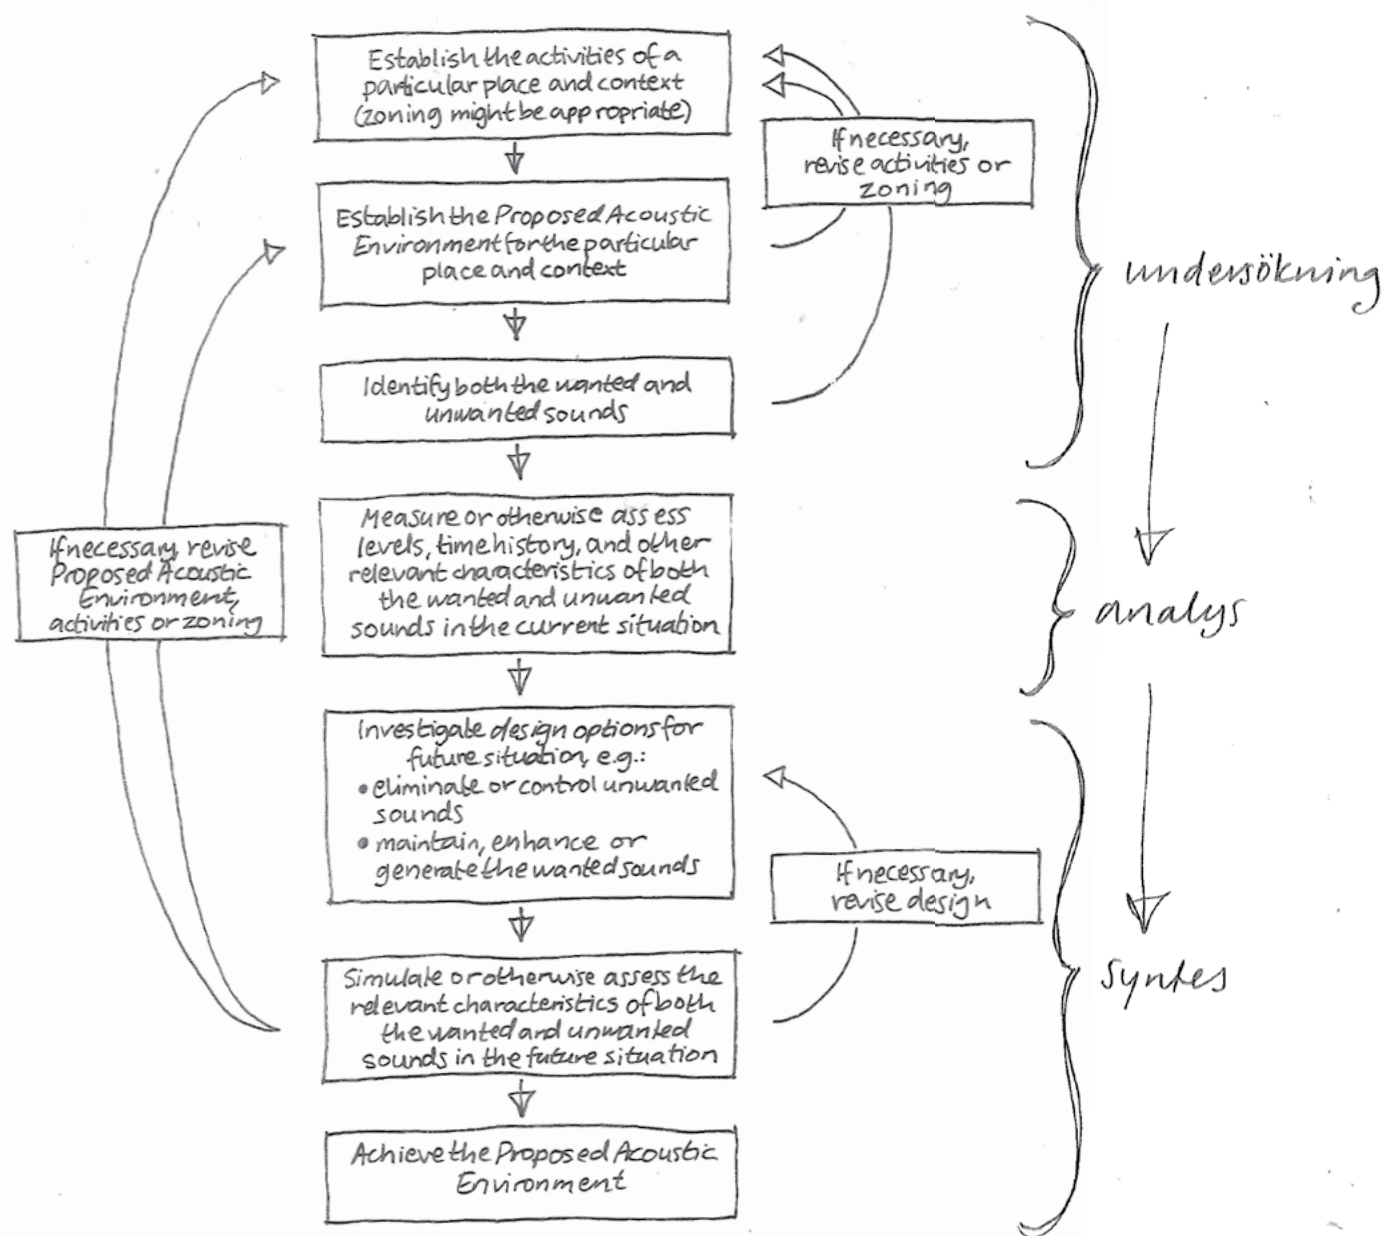 Establish the activities of a
particular place and context
(zoning might be appropriate)
If necessary,
revise activities or
zoning
Establish the Proposed Acoustic
Environment for the particular
place and context
undersökning
Identify both the wanted and
unwanted sounds
Measure or otherwise assess
levels, time history, and other
relevant characteristics of both
the wanted and unwanted
sounds in the current situation
If necessary, revise
Proposed Acoustic
Environment,
activities or zoning
analys
Investigate design options for
future situation, e.g.:
• eliminate or control unwanted
sounds
• maintain, enhance or
generate the wanted sounds
If necessary,
revise design
Simulate or otherwise assess the
relevant characteristics of both
the wanted and unwanted
sounds in the future situation
syntes
Achieve the Proposed Acoustic
Environment